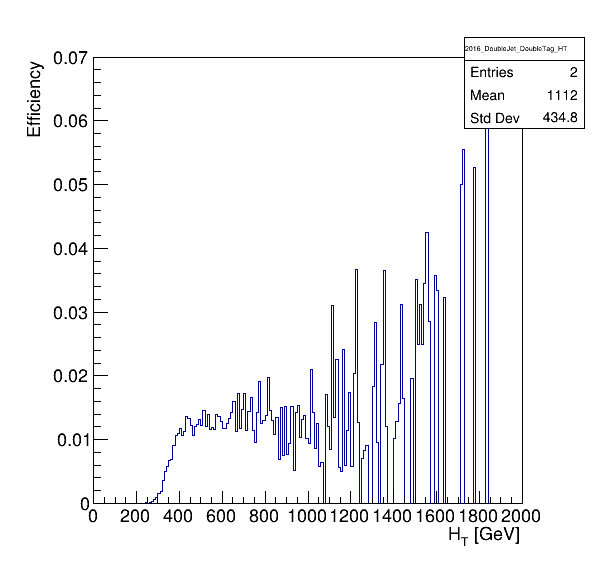 2016_DoubleJet_DoubleTag_HT
Entries 2
Mean 1112
Std Dev 434.8
Efficiency
0.07
0.06
0.05
0.04
0.03
0.02
0.01
0
0 200 400 600 800 1000 1200 1400 1600 1800 2000
H_T [GeV]